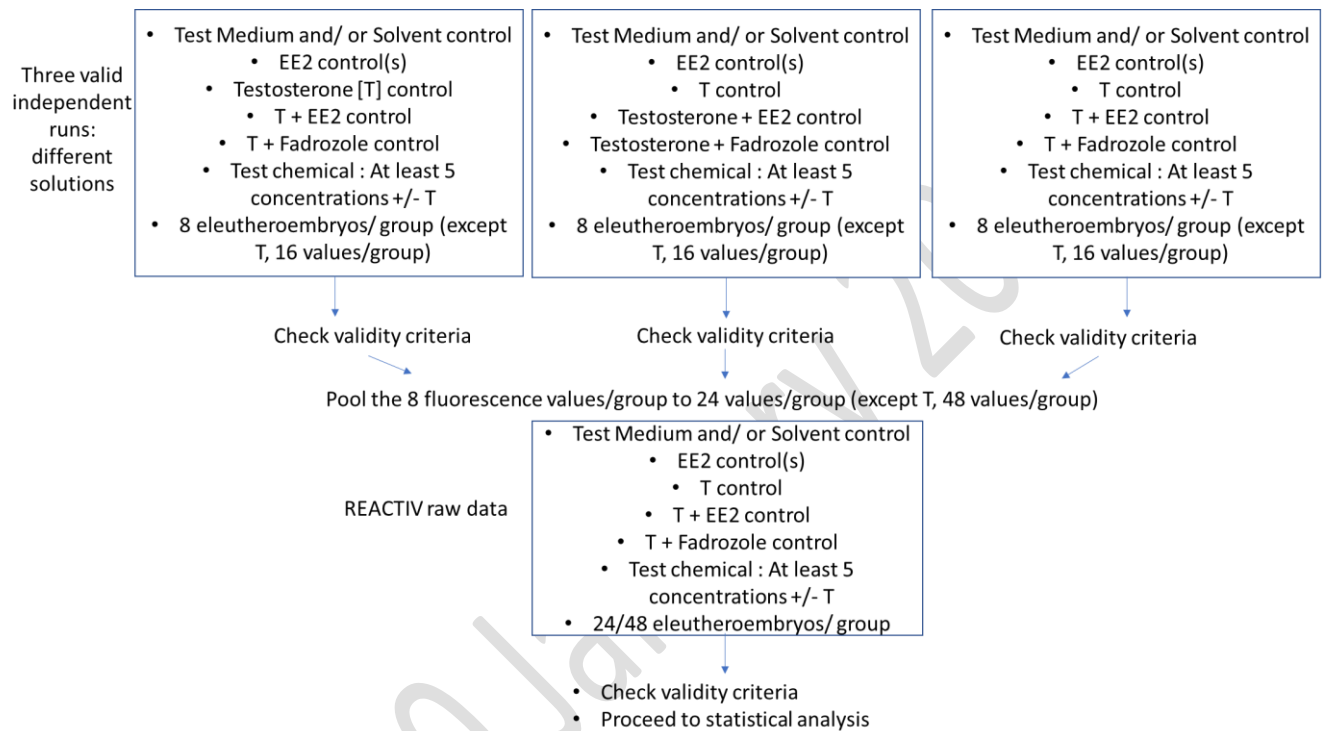 Three valid
independent
runs:
different
solutions
• Test Medium and/ or Solvent control
• EE2 control(s)
• Testosterone [T] control
• T + EE2 control
• T + Fadrozole control
• Test chemical : At least 5
concentrations +/- T
• 8 eleutheroembryos/ group (except
T, 16 values/group)
• Test Medium and/ or Solvent control
• EE2 control(s)
• T control
• Testosterone + EE2 control
• Testosterone + Fadrozole control
• Test chemical : At least 5
concentrations +/- T
• 8 eleutheroembryos/ group (except
T, 16 values/group)
• Test Medium and/ or Solvent control
• EE2 control(s)
• T control
• T + EE2 control
• T + Fadrozole control
• Test chemical : At least 5
concentrations +/- T
• 8 eleutheroembryos/ group (except
T, 16 values/group)
Check validity criteria
Check validity criteria
Check validity criteria
Pool the 8 fluorescence values/group to 24 values/group (except T, 48 values/group)
REACTIV raw data
• Test Medium and/ or Solvent control
• EE2 control(s)
• T control
• T + EE2 control
• T + Fadrozole control
• Test chemical : At least 5
concentrations +/- T
• 24/48 eleutheroembryos/ group
• Check validity criteria
• Proceed to statistical analysis